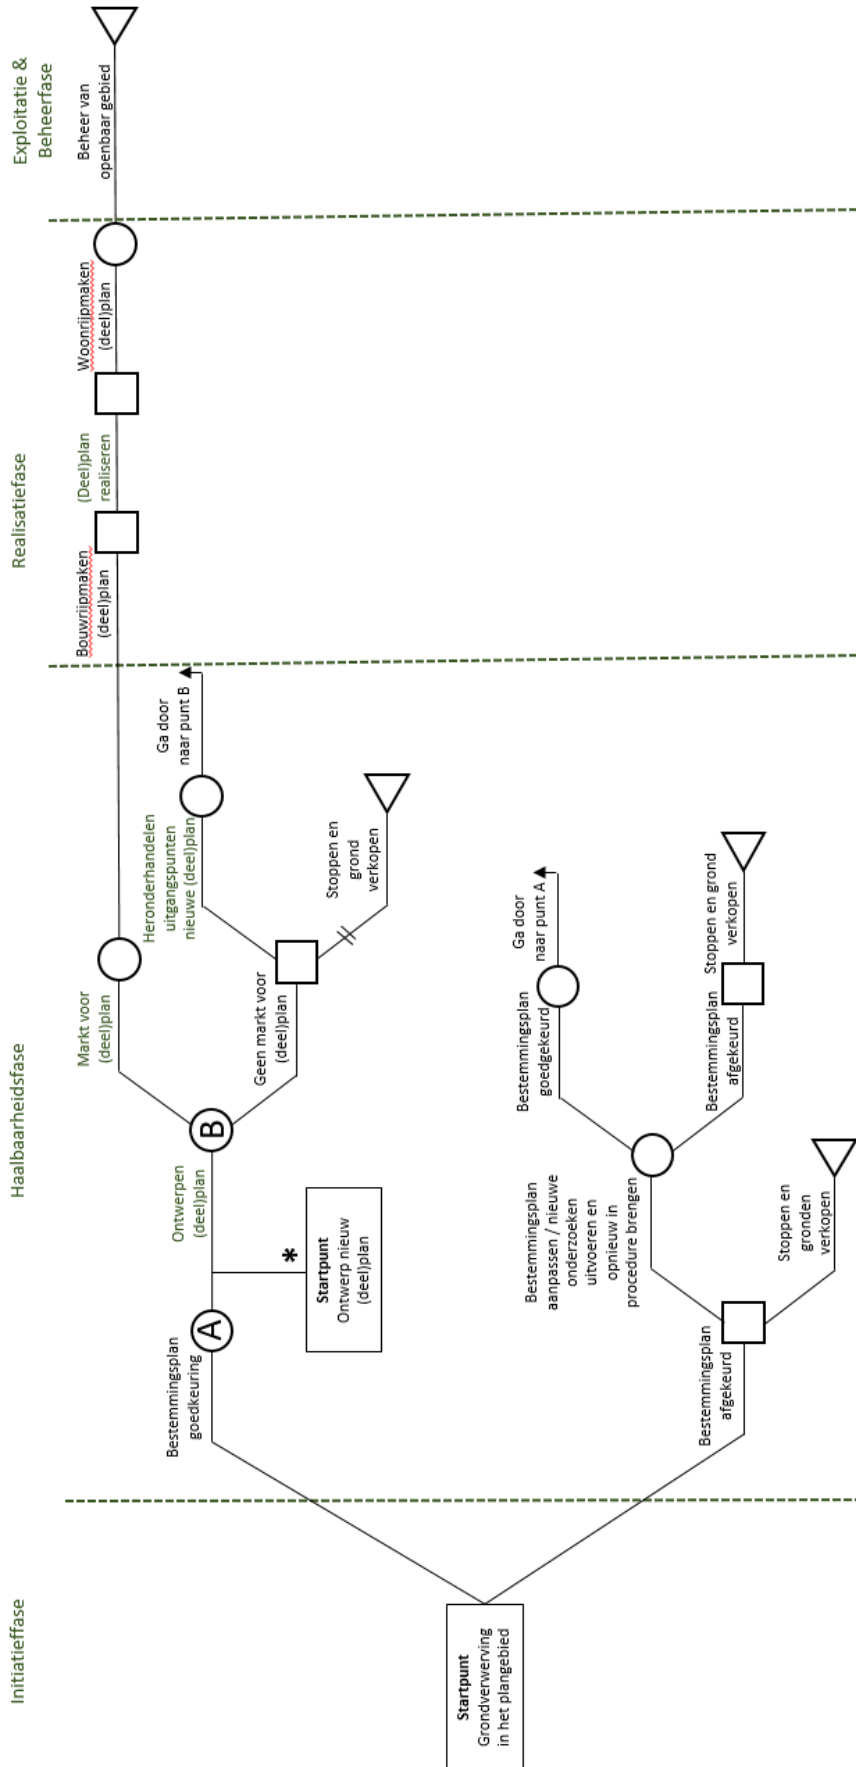 Initiatieffase
Haalbaarheidsfase
Realisatiefase
Exploitatie &
Beheerfase
Startpunt
Grondverwerving
in het plangebied
Bestemmingsplan
goedkeuring
A
Startpunt
Ontwerp nieuw
(deel)plan
*
Ontwerpen
(deel)plan
B
Markt voor
(deel)plan
Geen markt voor
(deel)plan
Heronderhandelen
uitgangspunten
nieuwe (deel)plan
Ga door
naar punt B
Stoppen en
grond
verkopen
Bouwrijpmaken
(deel)plan
(Deel)plan
realiseren
Woonrijpmaken
(deel)plan
Beheer van
openbaar gebied
Bestemmingsplan
afgekeurd
Bestemmingsplan
aanpassen / nieuwe
onderzoeken
uitvoeren en
opnieuw in
procedure brengen
Stoppen en
gronden
verkopen
Bestemmingsplan
goedgekeurd
Ga door
naar punt A
Bestemmingsplan
afgekeurd
Stoppen en grond
verkopen